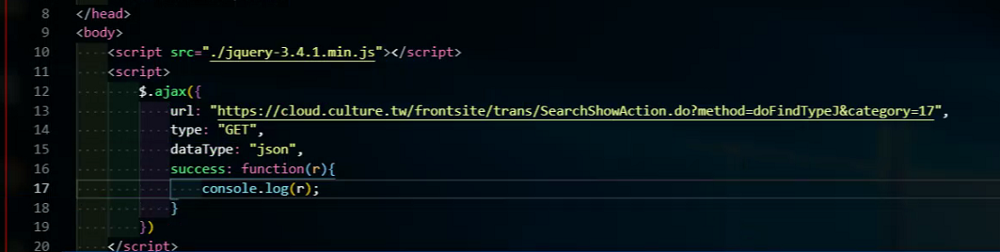 8 </head>
9 <body>
10 <script src="./jquery-3.4.1.min.js"></script>
11 <script>
12 $.ajax({
13 url: "https://cloud.culture.tw/frontsite/trans/SearchShowAction.do?method=doFindTypeJ&category=17",
14 type: "GET",
15 dataType: "json",
16 success: function(r){
17 console.log(r);
18 }
19 })
20 </script>